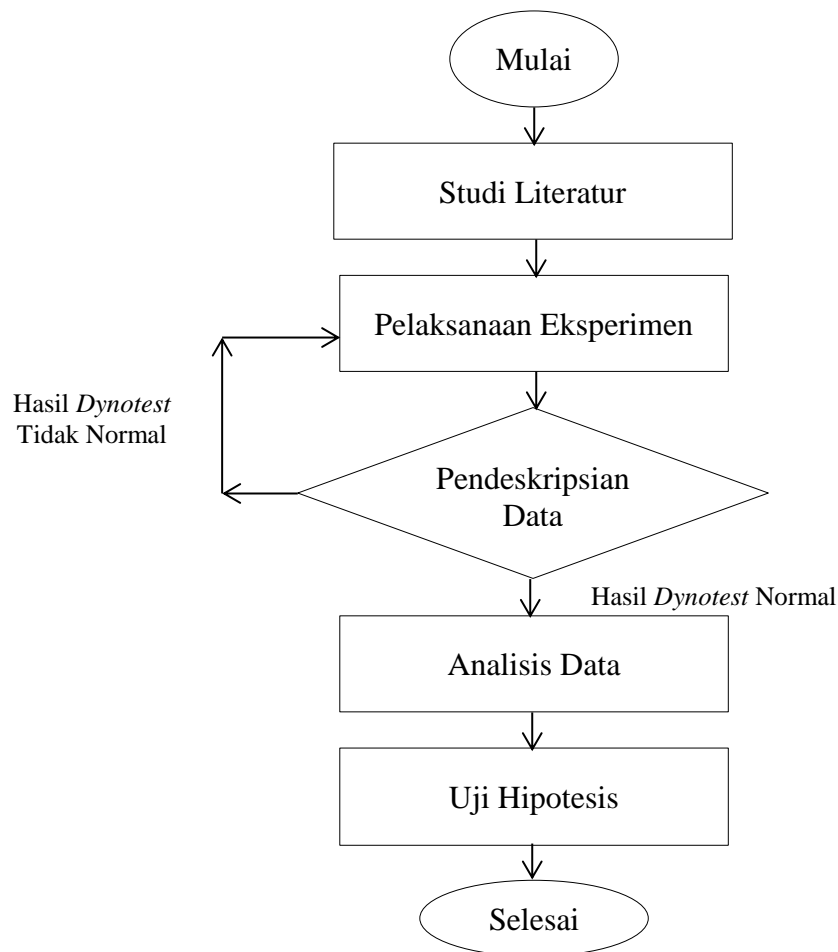 Mulai
Studi Literatur
Pelaksanaan Eksperimen
Hasil Dynotest
Tidak Normal
Pendeskripsian
Data
Hasil Dynotest Normal
Analisis Data
Uji Hipotesis
Selesai